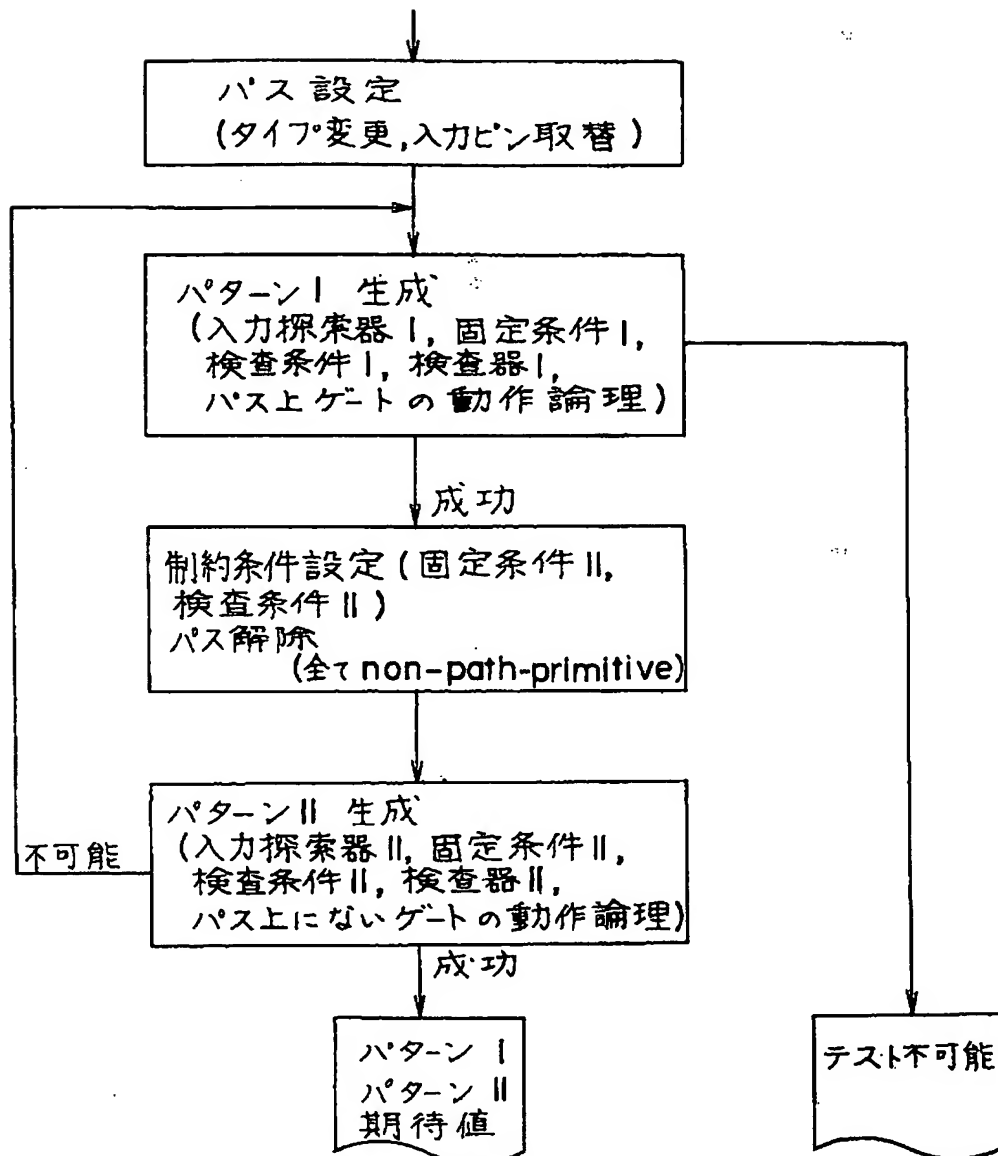 パス設定
(タイプ変更,入力ピン取替)
パターンI 生成
(入力探索器I, 固定条件I,
検査条件I, 検査器I,
パス上ゲートの動作論理)
成功
制約条件設定(固定条件II,
検査条件II)
パス解除
(全てnon-path-primitive)
パターンII 生成
(入力探索器II, 固定条件II,
検査条件II, 検査器II,
パス上にないゲートの動作論理)
不可能
成功
パターン I
パターン II
期待値
テスト不可能